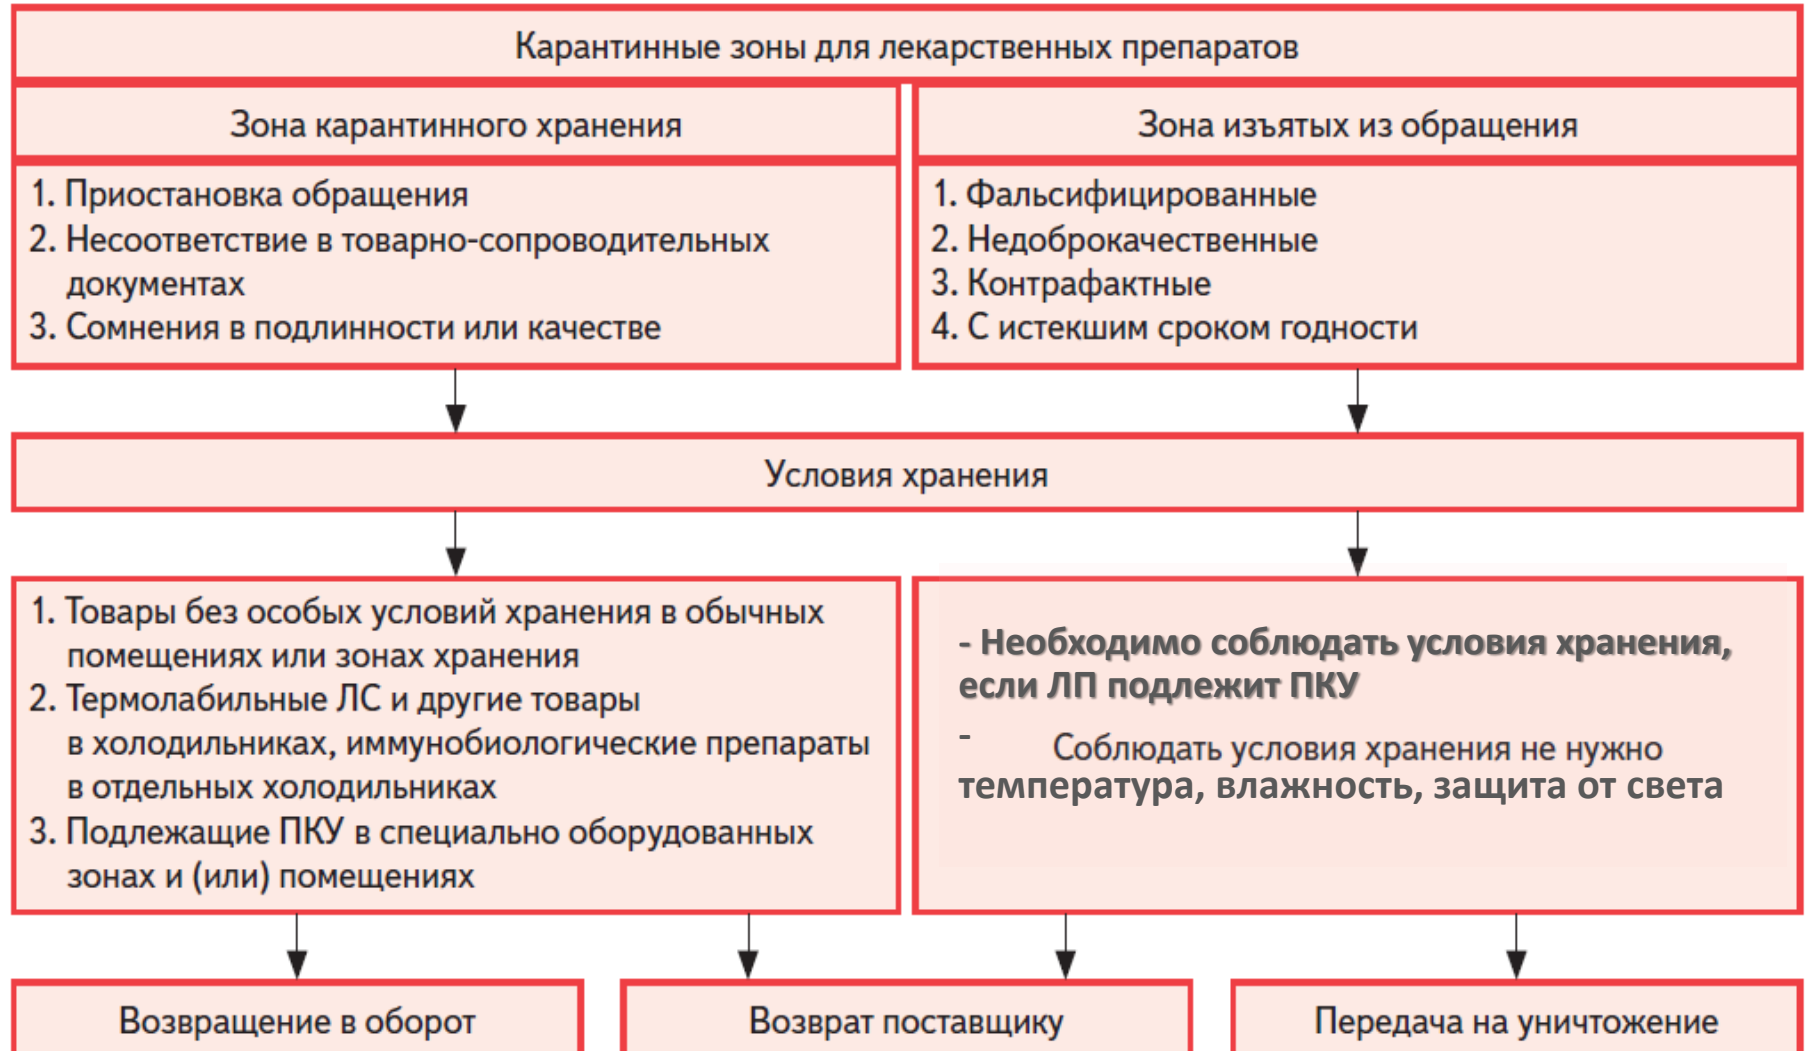 Карантинные зоны для лекарственных препаратов
Зона карантинного хранения
1. Приостановка обращения
2. Несоответствие в товарно-сопроводительных
документах
3. Сомнения в подлинности или качестве
Зона изъятых из обращения
1. Фальсифицированные
2. Недоброкачественные
3. Контрафактные
4. С истекшим сроком годности
Условия хранения
1. Товары без особых условий хранения в обычных
помещениях или зонах хранения
2. Термолабильные ЛС и другие товары
в холодильниках, иммунобиологические препараты
в отдельных холодильниках
3. Подлежащие ПКУ в специально оборудованных
зонах и (или) помещениях
- Необходимо соблюдать условия хранения,
если ЛП подлежит ПКУ
- Соблюдать условия хранения не нужно
температура, влажность, защита от света
Возвращение в оборот
Возврат поставщику
Передача на уничтожение